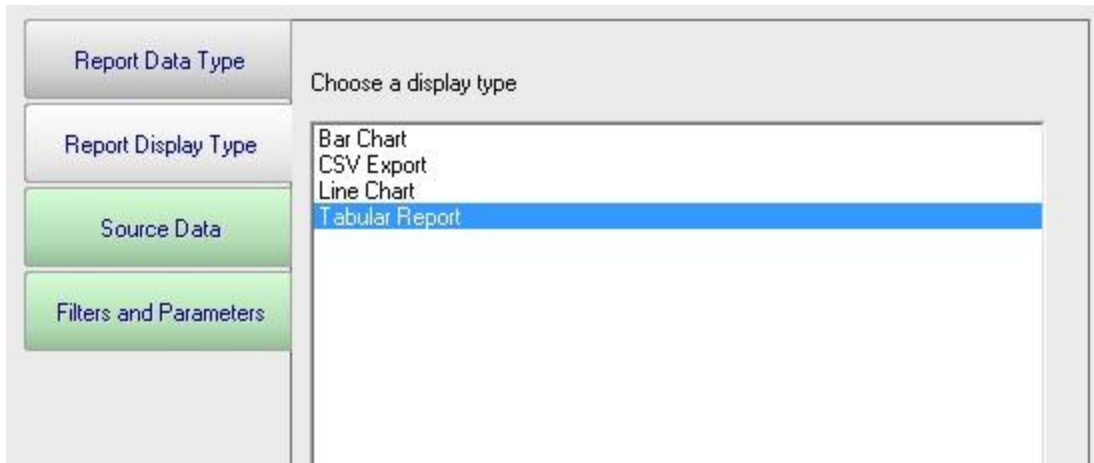 Report Data Type
Report Display Type
Source Data
Filters and Parameters
Choose a display type
Bar Chart
CSV Export
Line Chart
Tabular Report